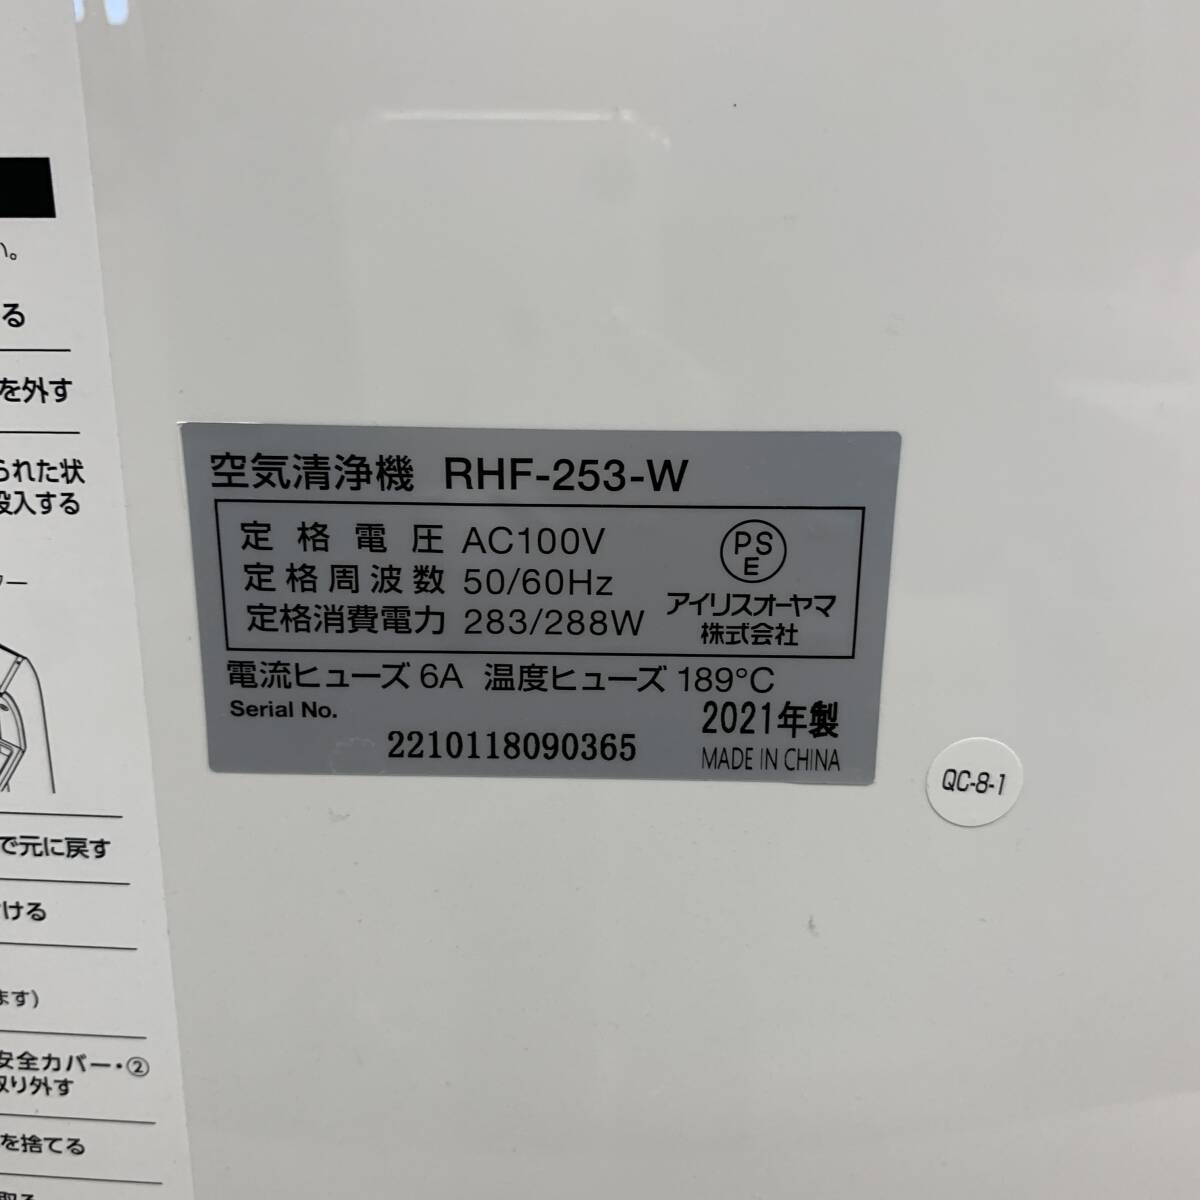 い。
る
を外す
られた状
投入する
ター
で元に戻す
ける
ます)
安全カバー・②
取り外す
を捨てる
空気清浄機 RHF-253-W
定格電圧 AC100V
定格周波数 50/60Hz
定格消費電力 283/288W
PS
E
アイリスオーヤマ
株式会社
電流ヒューズ 6A 温度ヒューズ 189°C
Serial No.
2210118090365
2021年製
MADE IN CHINA
QC-8-1